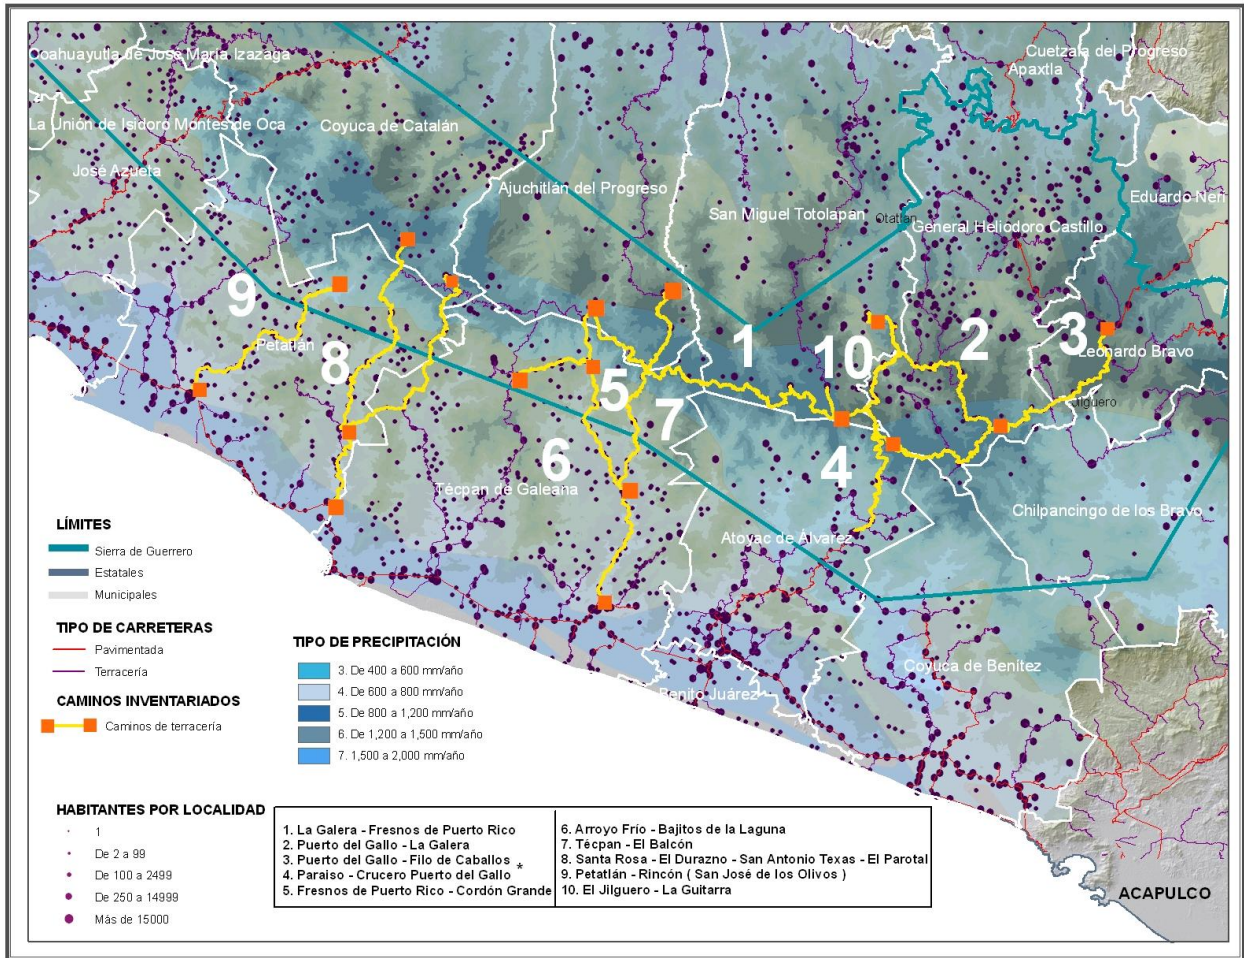 Coahuayutla de José María Izazaga
Cuetzala del Progreso
Apaxtla
La Unión de Isidoro Montes de Oca
Coyuca de Catalán
José Azueta
Ajuchitlán del Progreso
Eduardo Neri
San Miguel Totolapan
Otatlán
General Heliodoro Castillo
9
Petatlán
8
1
10
2
3
Leonardo Bravo
5
7
Jilguero
6
4
Técpan de Galeana
Chilpancingo de los Bravo
Atoyac de Álvarez
Coyuca de Benítez
Benito Juárez
ACAPULCO
LÍMITES
Sierra de Guerrero
Estatales
Municipales
TIPO DE CARRETERAS
Pavimentada
Terracería
CAMINOS INVENTARIADOS
Caminos de terracería
TIPO DE PRECIPITACIÓN
3. De 400 a 600 mm/año
4. De 600 a 800 mm/año
5. De 800 a 1,200 mm/año
6. De 1,200 a 1,500 mm/año
7. 1,500 a 2,000 mm/año
HABITANTES POR LOCALIDAD
1
De 2 a 99
De 100 a 2499
De 250 a 14999
Más de 15000
1. La Galera - Fresnos de Puerto Rico
2. Puerto del Gallo - La Galera
3. Puerto del Gallo - Filo de Caballos
4. Paraiso - Crucero Puerto del Gallo *
5. Fresnos de Puerto Rico - Cordón Grande
6. Arroyo Frío - Bajitos de la Laguna
7. Técpan - El Balcón
8. Santa Rosa - El Durazno - San Antonio Texas - El Parotal
9. Petatlán - Rincón ( San José de los Olivos )
10. El Jilguero - La Guitarra